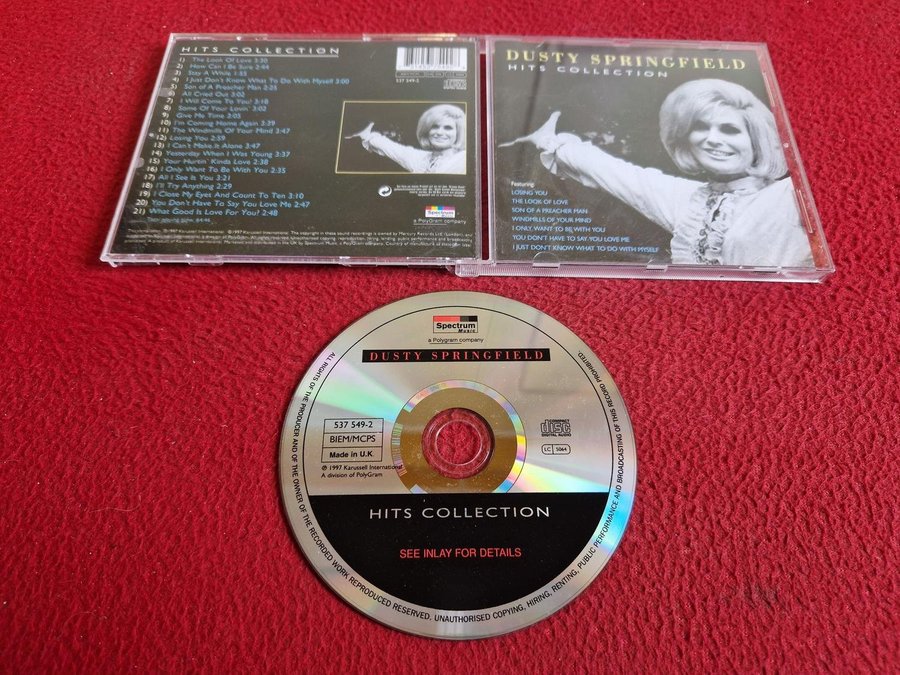 HITS COLLECTION
1) The Look Of Love 3:30
2) How Can I Be Sure 2:44
3) Stay A While 1:55
4) I Just Don't Know What To Do With Myself 3:00
5) Son Of A Preacher Man 2:25
6) All Cried Out 3:02
7) I Will Come To You! 3:10
8) Some Of Your Lovin' 3:02
9) Give Me Time 3:05
10) I'm Coming Home Again 3:39
11) The Windmills Of Your Mind 3:47
12) Losing You 2:59
13) I Can't Make It Alone 3:47
14) Yesterday When I Was Young 3:37
15) Your Hurtin' Kinda Love 2:38
16) I Only Want To Be With You 2:35
17) All I See Is You 3:21
18) I'll Try Anything 2:29
19) I Close My Eyes And Count To Ten 3:10
20) You Don't Have To Say You Love Me 2:47
21) What Good Is Love For You? 2:48
537 549-2
Spectrum
a PolyGram company
DUSTY SPRINGFIELD
HITS COLLECTION
Featuring
LOSING YOU
THE LOOK OF LOVE
SON OF A PREACHER MAN
WINDMILLS OF YOUR MIND
I ONLY WANT TO BE WITH YOU
YOU DON'T HAVE TO SAY YOU LOVE ME
I JUST DON'T KNOW WHAT TO DO WITH MYSELF
Spectrum
Music
a Polygram company
DUSTY SPRINGFIELD
537 549-2
BIEM/MCPS
Made in U.K.
℗ 1997 Karussell International
A division of PolyGram
COMPACT
disc
DIGITAL AUDIO
LC 5064
HITS COLLECTION
SEE INLAY FOR DETAILS
ALL RIGHTS OF THE PRODUCER AND OF THE OWNER OF THE RECORDED WORK REPRODUCED RESERVED. UNAUTHORISED COPYING, HIRING, RENTING, PUBLIC PERFORMANCE AND BROADCASTING OF THIS RECORD PROHIBITED.